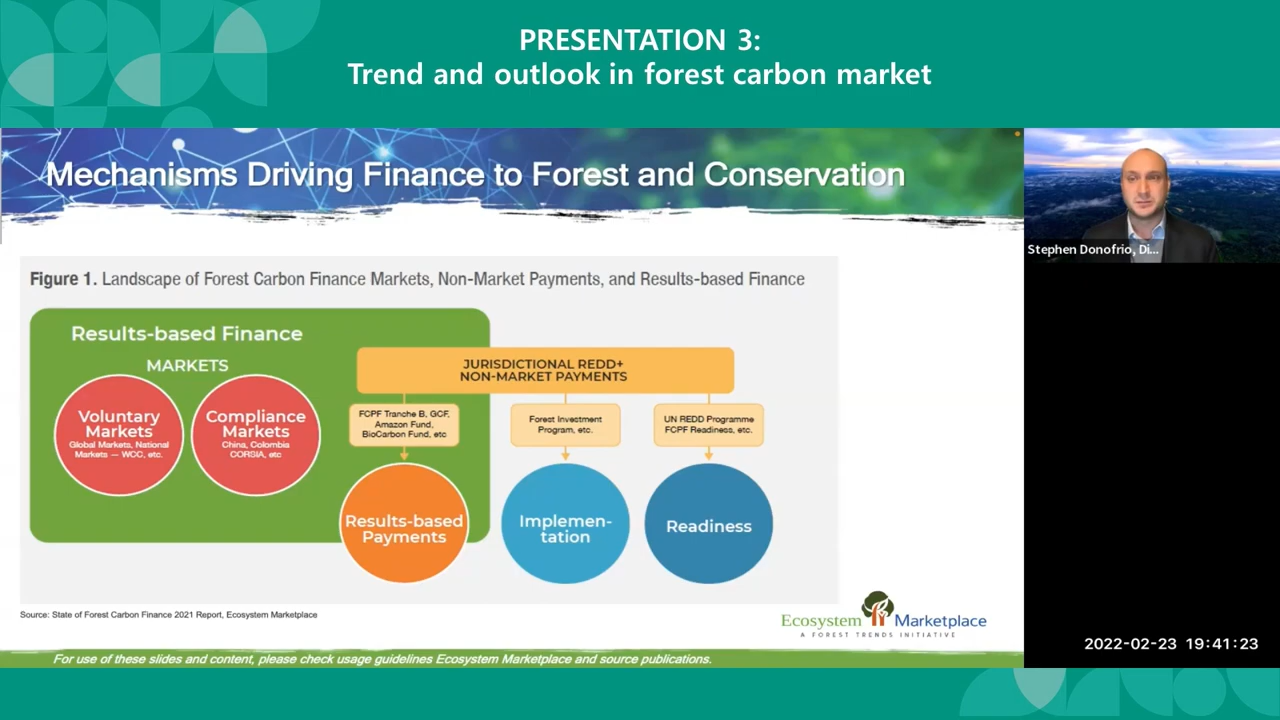 PRESENTATION 3:
Trend and outlook in forest carbon market
Mechanisms Driving Finance to Forest and Conservation
Figure 1. Landscape of Forest Carbon Finance Markets, Non-Market Payments, and Results-based Finance
Results-based Finance
MARKETS
Voluntary
Markets
Global Markets, National
Markets — WCC, etc.
Compliance
Markets
China, Colombia
CORSIA, etc
JURISDICTIONAL REDD+
NON-MARKET PAYMENTS
FCPF Tranche B, GCF,
Amazon Fund,
BioCarbon Fund, etc
Forest Investment
Program, etc.
UN REDD Programme
FCPF Readiness, etc.
Results-based
Payments
Implemen-
tation
Readiness
Source: State of Forest Carbon Finance 2021 Report, Ecosystem Marketplace
Ecosystem Marketplace
A FOREST TRENDS INITIATIVE
For use of these slides and content, please check usage guidelines Ecosystem Marketplace and source publications.
Stephen Donofrio, Di...
2022-02-23 19:41:23